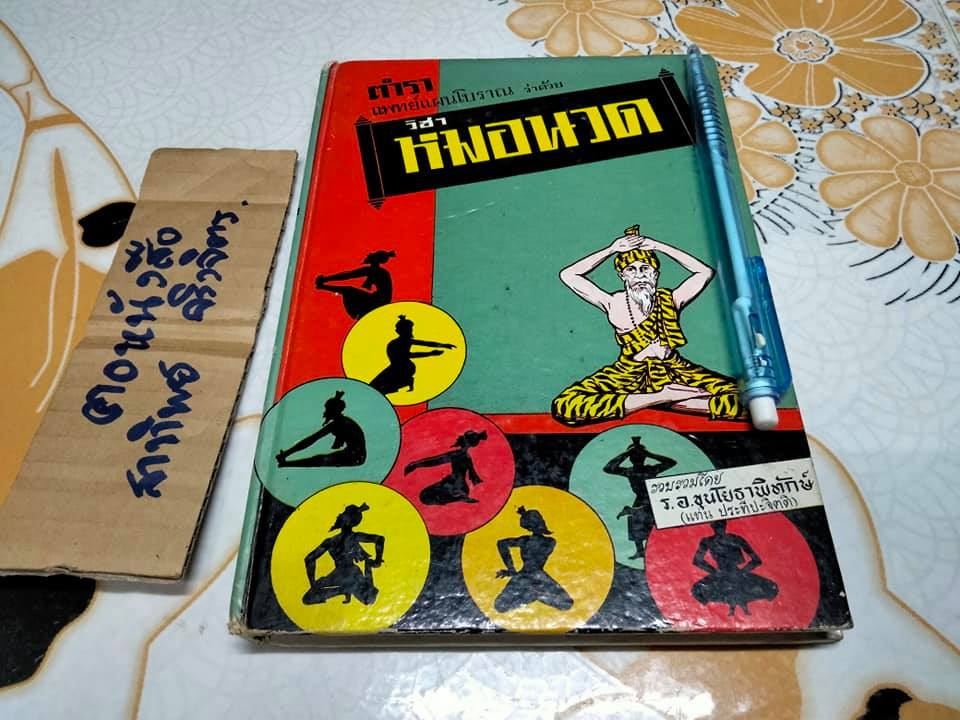 ตำรา
แพทย์แผนโบราณ ว่าด้วย
วิชา
หมอนวด
รวบรวมโดย
ร.อ.ขุนโยธาพิทักษ์
(แท่น ประทีปะจิตติ)